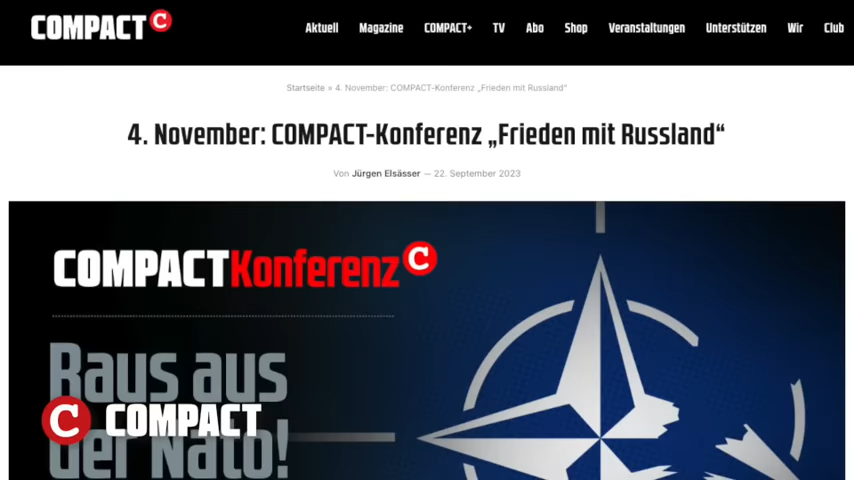 COMPACT C
Aktuell Magazine COMPACT+ TV Abo Shop Veranstaltungen Unterstützen Wir Club
Startseite » 4. November: COMPACT-Konferenz „Frieden mit Russland“
4. November: COMPACT-Konferenz „Frieden mit Russland“
Von Jürgen Elsässer — 22. September 2023
COMPACTKonferenz C
Raus aus
C COMPACT
der Nato!